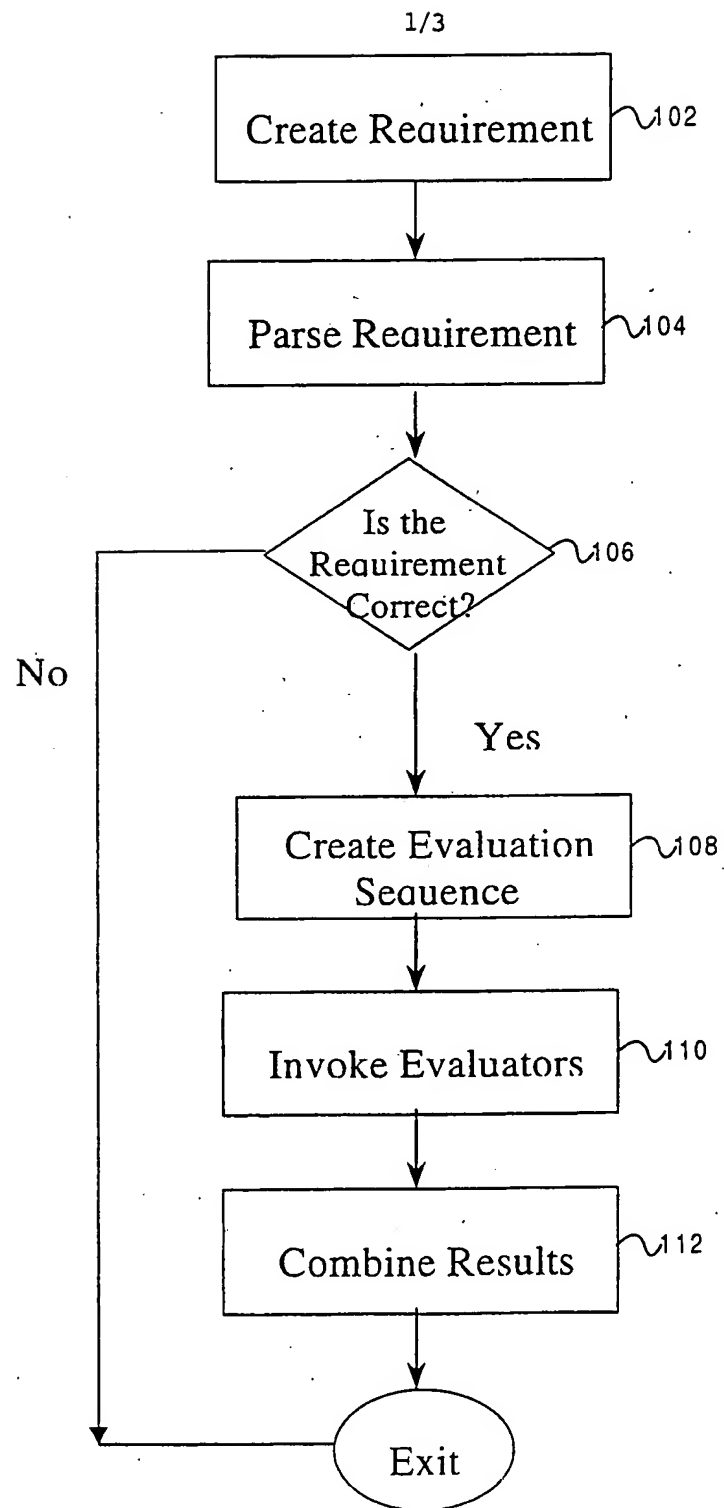 1/3
Create Requirement
102
Parse Requirement
104
Is the
Requirement
Correct?
106
No
Yes
Create Evaluation
Sequence
108
Invoke Evaluators
110
Combine Results
112
Exit